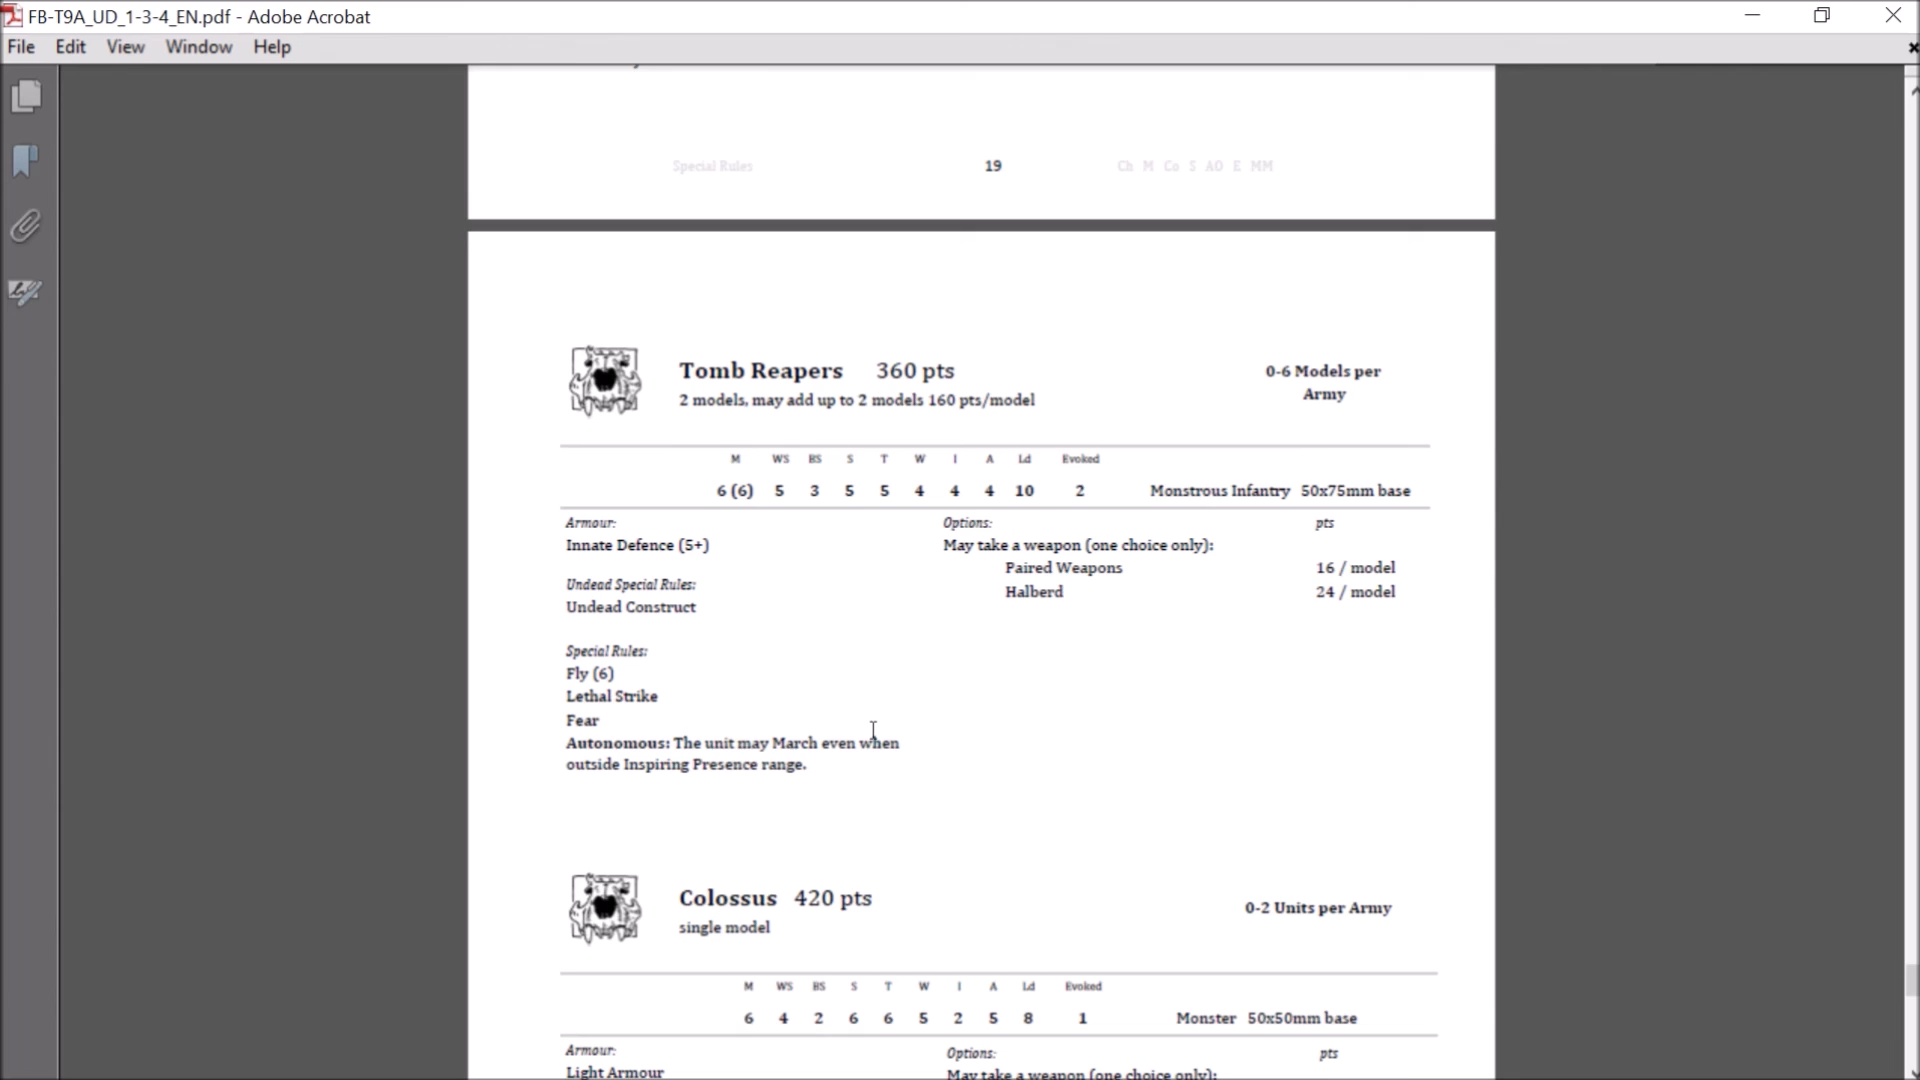 FB-T9A_UD_1-3-4_EN.pdf - Adobe Acrobat
File Edit View Window Help
Special Rules 19 Ch M Co S AO E MM
Tomb Reapers 360 pts
2 models, may add up to 2 models 160 pts/model
0-6 Models per
Army
M WS BS S T W I A Ld Evoked
6 (6) 5 3 5 5 4 4 4 10 2 Monstrous Infantry 50x75mm base
Armour:
Innate Defence (5+)
Undead Special Rules:
Undead Construct
Special Rules:
Fly (6)
Lethal Strike
Fear
Autonomous: The unit may March even when
outside Inspiring Presence range.
Options: pts
May take a weapon (one choice only):
Paired Weapons 16 / model
Halberd 24 / model
Colossus 420 pts
single model
0-2 Units per Army
M WS BS S T W I A Ld Evoked
6 4 2 6 6 5 2 5 8 1 Monster 50x50mm base
Armour:
Light Armour
Options: pts
May take a weapon (one choice only):